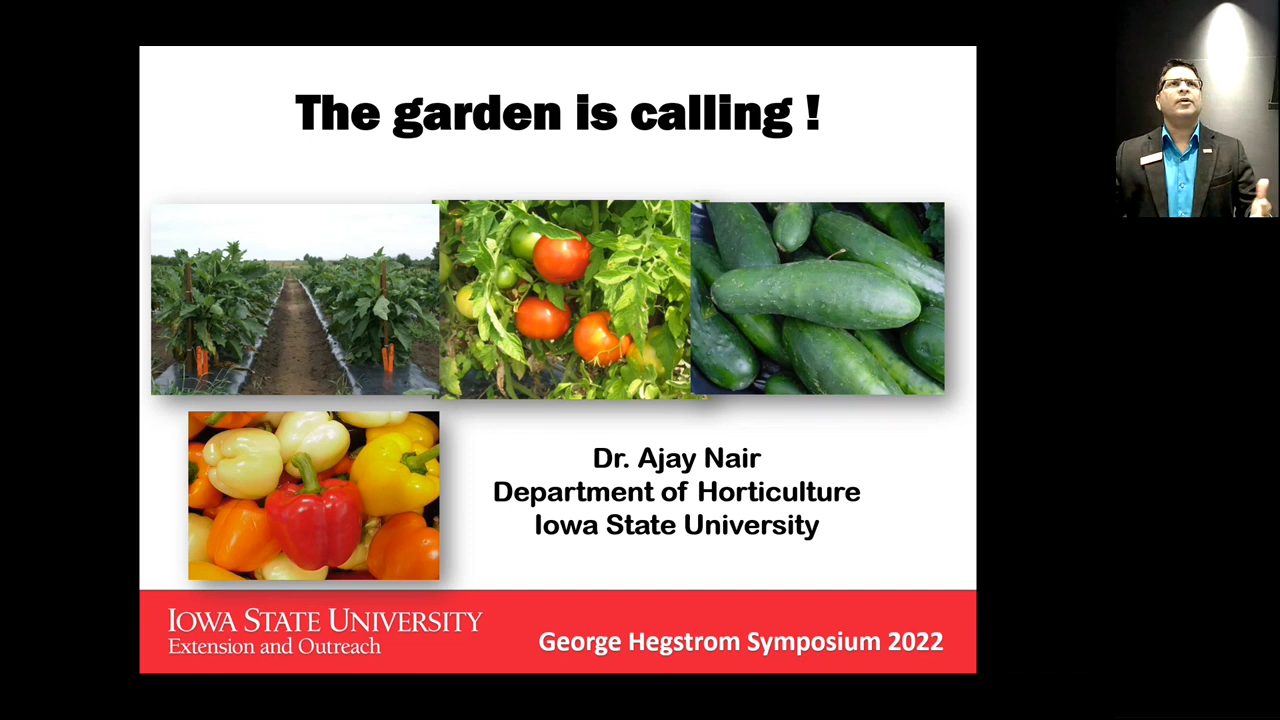 The garden is calling !
Dr. Ajay Nair
Department of Horticulture
Iowa State University
IOWA STATE UNIVERSITY
Extension and Outreach
George Hegstrom Symposium 2022